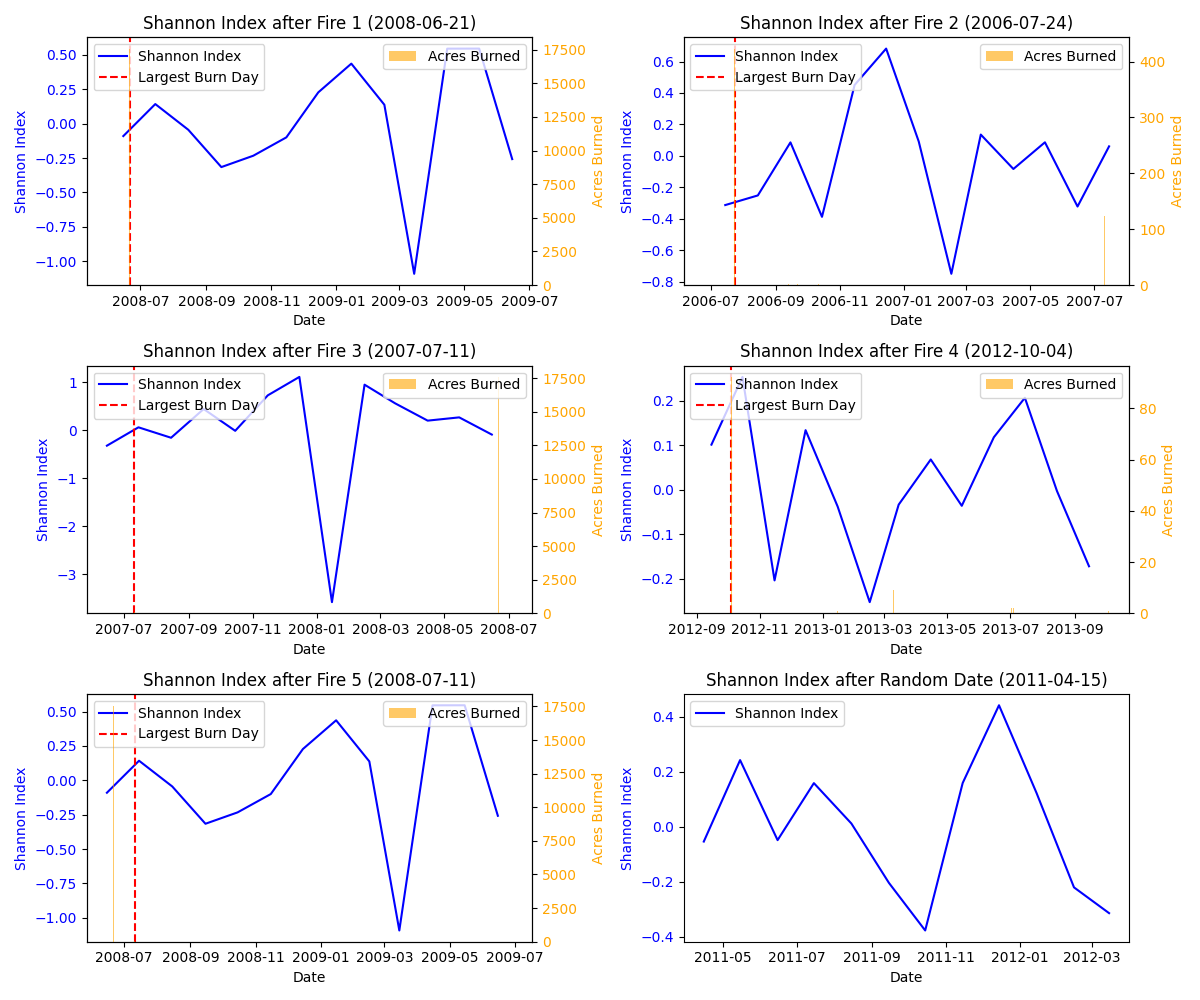 Shannon Index after Fire 1 (2008-06-21)
Shannon Index
Largest Burn Day
Acres Burned
0.50
0.25
0.00
−0.25
−0.50
−0.75
−1.00
Shannon Index
17500
15000
12500
10000
7500
5000
2500
0
Acres Burned
2008-07 2008-09 2008-11 2009-01 2009-03 2009-05 2009-07
Date
Shannon Index after Fire 2 (2006-07-24)
Shannon Index
Largest Burn Day
Acres Burned
0.6
0.4
0.2
0.0
−0.2
−0.4
−0.6
−0.8
Shannon Index
400
300
200
100
0
Acres Burned
2006-07 2006-09 2006-11 2007-01 2007-03 2007-05 2007-07
Date
Shannon Index after Fire 3 (2007-07-11)
Shannon Index
Largest Burn Day
Acres Burned
1
0
−1
−2
−3
Shannon Index
17500
15000
12500
10000
7500
5000
2500
0
Acres Burned
2007-07 2007-09 2007-11 2008-01 2008-03 2008-05 2008-07
Date
Shannon Index after Fire 4 (2012-10-04)
Shannon Index
Largest Burn Day
Acres Burned
0.2
0.1
0.0
−0.1
−0.2
Shannon Index
80
60
40
20
0
Acres Burned
2012-09 2012-11 2013-01 2013-03 2013-05 2013-07 2013-09
Date
Shannon Index after Fire 5 (2008-07-11)
Shannon Index
Largest Burn Day
Acres Burned
0.50
0.25
0.00
−0.25
−0.50
−0.75
−1.00
Shannon Index
17500
15000
12500
10000
7500
5000
2500
0
Acres Burned
2008-07 2008-09 2008-11 2009-01 2009-03 2009-05 2009-07
Date
Shannon Index after Random Date (2011-04-15)
Shannon Index
0.4
0.2
0.0
−0.2
−0.4
Shannon Index
2011-05 2011-07 2011-09 2011-11 2012-01 2012-03
Date